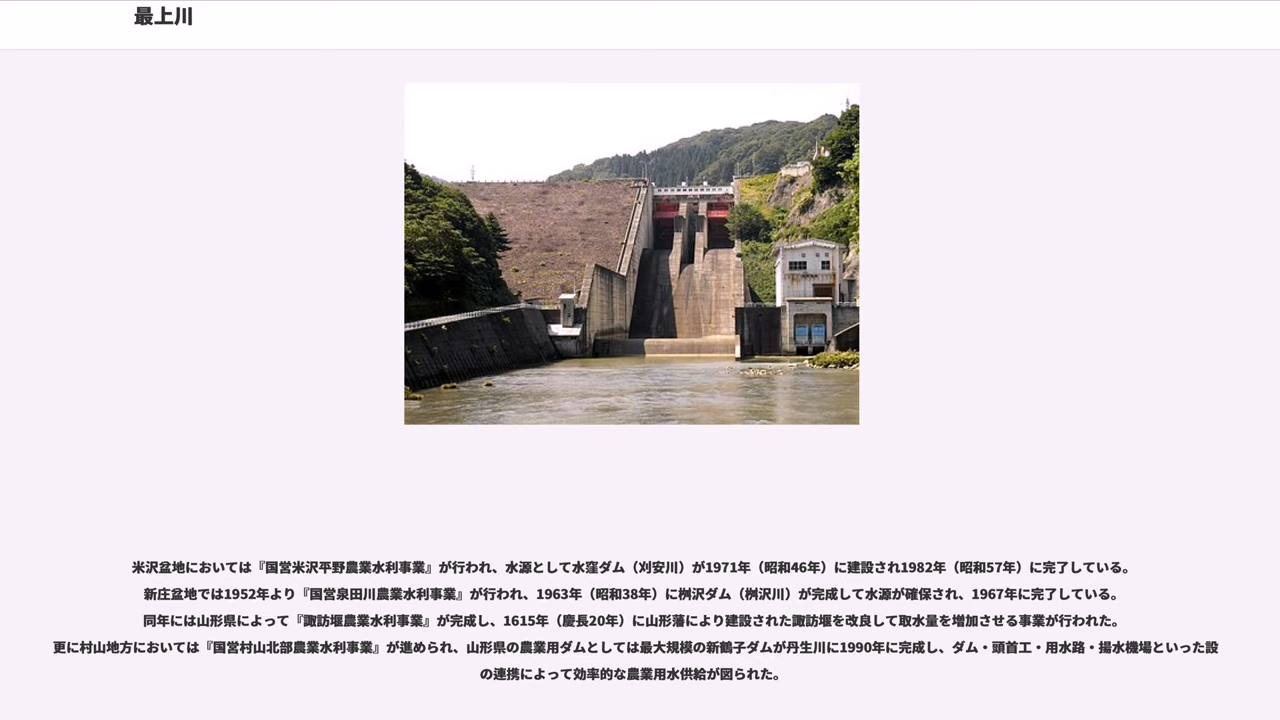 最上川
米沢盆地においては『国営米沢平野農業水利事業』が行われ、水源として水窪ダム（刈安川）が1971年（昭和46年）に建設され1982年（昭和57年）に完了している。
新庄盆地では1952年より『国営泉田川農業水利事業』が行われ、1963年（昭和38年）に桝沢ダム（桝沢川）が完成して水源が確保され、1967年に完了している。
同年には山形県によって『諏訪堰農業水利事業』が完成し、1615年（慶長20年）に山形藩により建設された諏訪堰を改良して取水量を増加させる事業が行われた。
更に村山地方においては『国営村山北部農業水利事業』が進められ、山形県の農業用ダムとしては最大規模の新鶴子ダムが丹生川に1990年に完成し、ダム・頭首工・用水路・揚水機場といった設
の連携によって効率的な農業用水供給が図られた。